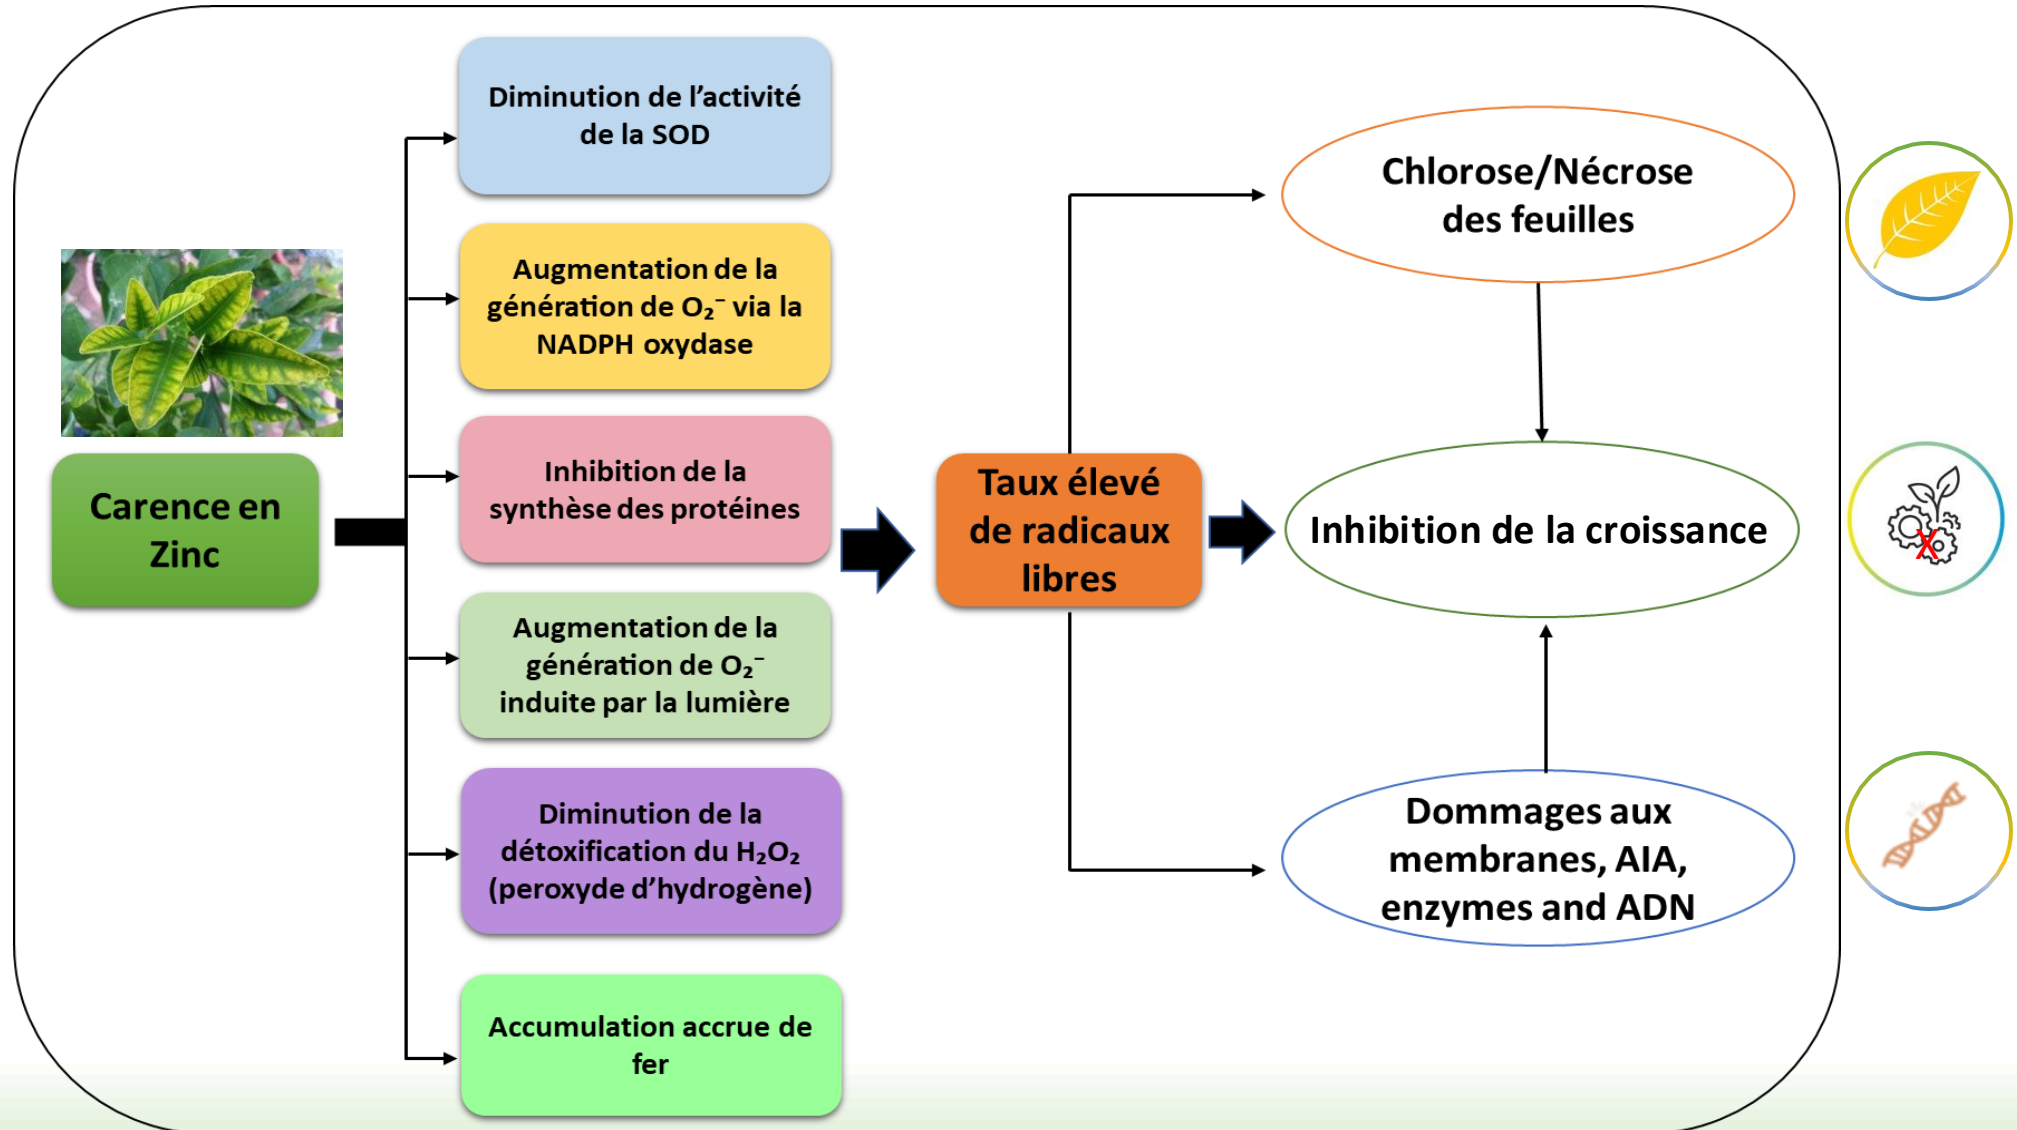 Diminution de l’activité
de la SOD
Augmentation de la
génération de O₂⁻ via la
NADPH oxydase
Inhibition de la
synthèse des protéines
Augmentation de la
génération de O₂⁻
induite par la lumière
Diminution de la
détoxification du H₂O₂
(peroxyde d’hydrogène)
Accumulation accrue de
fer
Carence en
Zinc
Taux élevé
de radicaux
libres
Chlorose/Nécrose
des feuilles
Inhibition de la croissance
Dommages aux
membranes, AIA,
enzymes and ADN
X